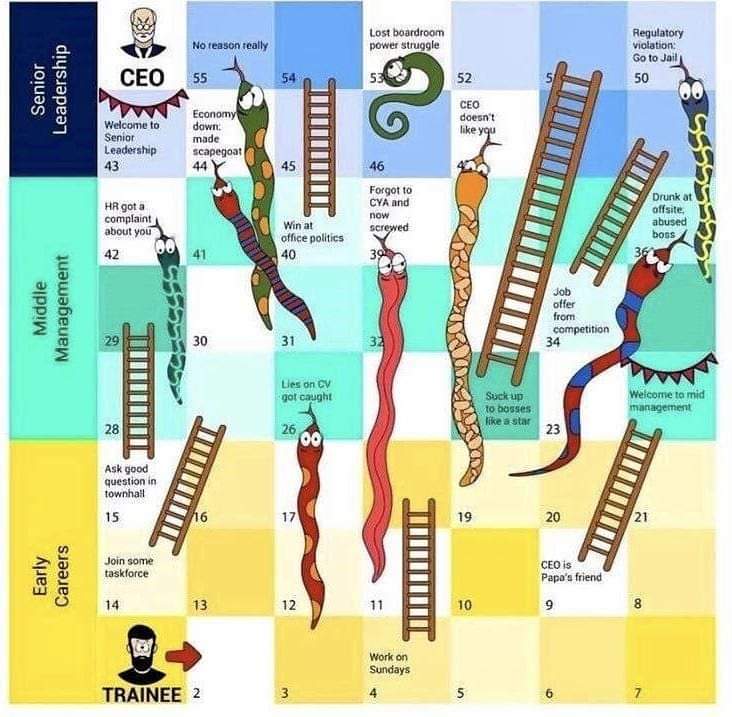 Senior
Leadership
CEO
No reason really
55
54
Lost boardroom
power struggle
53
52
5
Regulatory
violation:
Go to Jail
50
Welcome to
Senior
Leadership
43
Economy
down:
made
scapegoat
44
45
46
CEO
doesn't
like you
4
Middle
Management
HR got a
complaint
about you
42
41
Win at
office politics
40
Forgot to
CYA and
now
screwed
39
Drunk at
offsite,
abused
boss
36
29
30
31
32
Job
offer
from
competition
34
28
Lies on CV
got caught
26
Suck up
to bosses
like a star
23
Welcome to mid
management
Early
Careers
Ask good
question in
townhall
15
16
17
19
20
21
Join some
taskforce
14
13
12
11
10
CEO is
Papa's friend
9
8
TRAINEE
2
3
Work on
Sundays
4
5
6
7